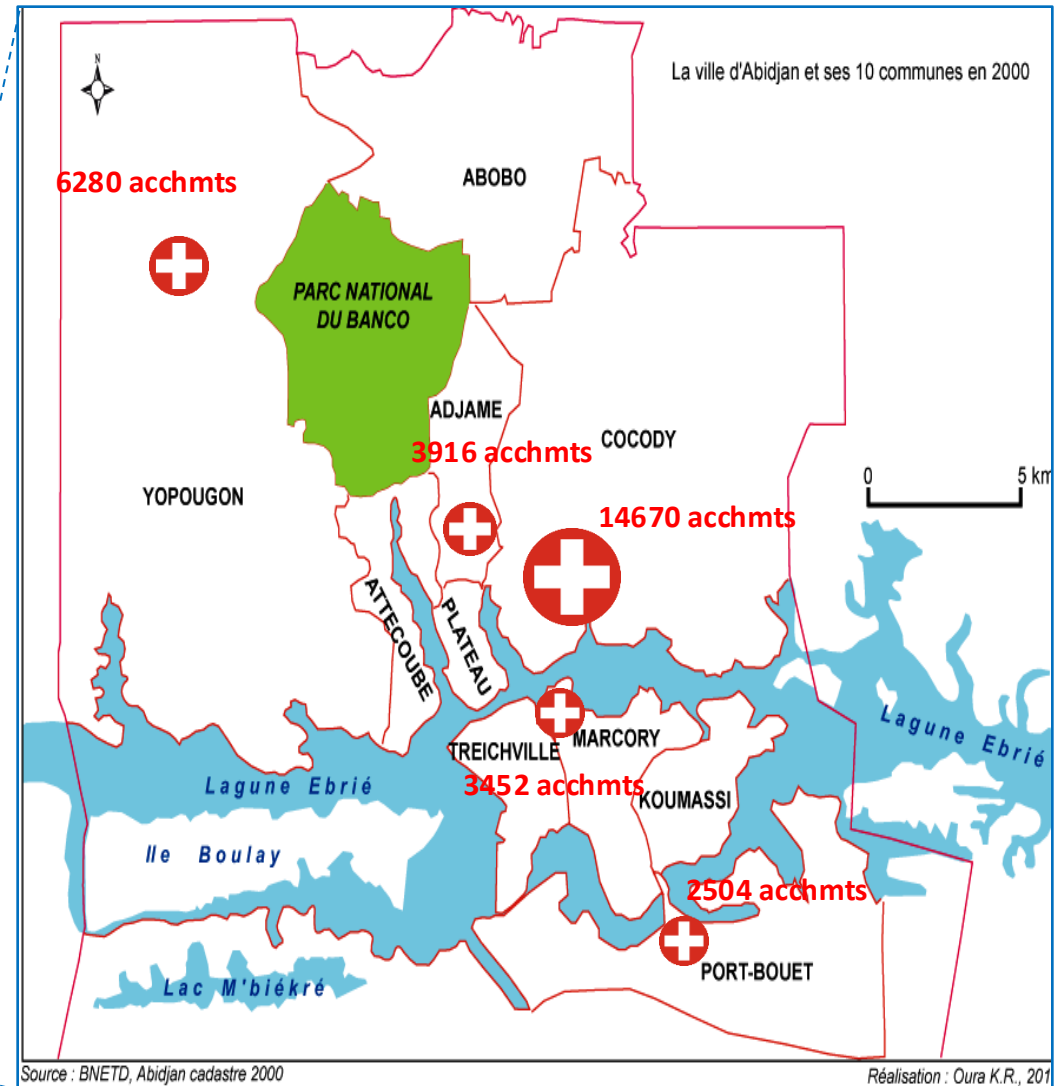 N
La ville d'Abidjan et ses 10 communes en 2000
6280 acchmts
ABOBO
PARC NATIONAL
DU BANCO
ADJAME
COCODY
3916 acchmts
0 5 km
YOPOUGON
14670 acchmts
ATTECOUBE
PLATEAU
Lagune Ebrié
TREICHVILLE
MARCORY
3452 acchmts
Lagune Ebrié
KOUMASSI
Ile Boulay
2504 acchmts
PORT-BOUET
Lac M'biékré
Source : BNETD, Abidjan cadastre 2000
Réalisation : Oura K.R., 201